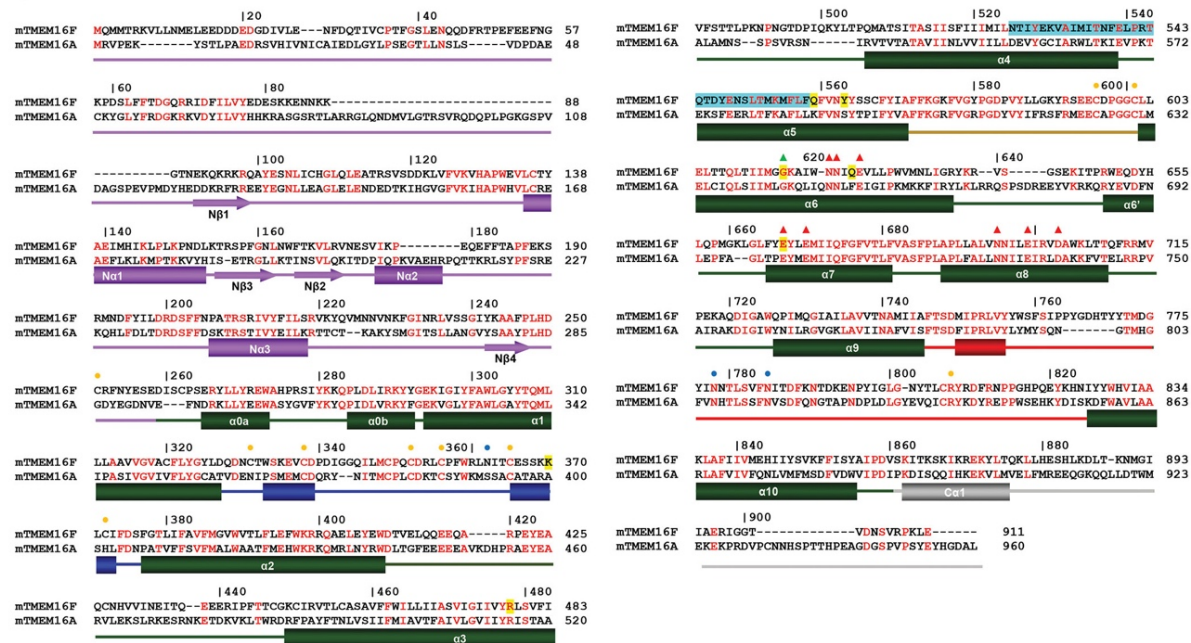 20 40
mTMEM16F MQMMTRKVLLNMELEEDDDEDGDIVLE---NFDQTIVCPTFGSLENQQDFRTPEFEEFNG 57
mTMEM16A MRVPEK----YSTLPAEDRSVHIVNICAIEDLGYLPSEGTLLNSLS-----VDPDAE 48
60 80
mTMEM16F KPDSLFFTDGQRRIDFILVYEDESKKENNKK----------------------------- 88
mTMEM16A CKYGLYFRDGKRKVDYILVYHHKRASGSRTLARRGLQNDMVLGTRSVRQDQPLPGKGSPV 108
100 120
mTMEM16F ---------GTNEKQKRKRQAYESNLICHGLQLEATRSVSDDKLVFVKVHAPWEVLCTY 138
mTMEM16A DAGSPEVPMDYHEDDKRFRREEYEGNLLEAGLELENDEDTKIHGVGFVKIHAPWHVLCRE 168
Nβ1
140 160 180
mTMEM16F AEIMHIKLPLKPNDLKTRSPFGNLNWFTKVLRVNESVIKP--------EQEFFTAPFEKS 190
mTMEM16A AEFLKLKMPTKKVYHIS-ETRGLLKTINSVLQKITDPIQPKVAEHRPQTTKRLSYPFSRE 227
Nα1 Nβ3 Nβ2 Nα2
200 220 240
mTMEM16F RMNDFYILDRDSFFNPATRSRIVYFILSRVKYQVMNNVNKFGINRLVSSGIYKAAFPLHD 250
mTMEM16A KQHLFDLTDRDSFFDSKTRSTIVYEILKRTTCT-KAKYSMGITSLLANGVYSAAYPLHD 285
Nα3 Nβ4
260 280 300
mTMEM16F CRFNYESEDISCPSERYLLYREWAHPRSIYKKQPLDLIRKYYGEKIGIYFAWLGYYTQML 310
mTMEM16A GDYEGDNVE---FNDRKLLYEEWASYGVFYKYQPIDLVRKYFGEKVGLYFAWLGAYTQML 342
α0a α0b α1
320 340 361
mTMEM16F LLAAVVGVACFLYGYLDQDNCTWSKEVCDPDIGGQILMCPQCDRLCPFWRLNITCESSKK 370
mTMEM16A IPASIVGVIVFLYGCATVDENIPSMEMCDQRY--NITMCPLCDKTCSYWKMSSACATARA 400
380 400 420
mTMEM16F LCIFDSFGTLIFAVFMGVWVTLFLEFWKRRQAELEYEWDTVELQQEEQA-----RPEYEA 425
mTMEM16A SHLFDNPATVFFSVFMALWAATFMEHWKRKQMRLNYRWDLTGFEEEEEAVKDHPRAEYEA 460
α2
440 460 480
mTMEM16F QCNHVVINEITQ--EEERIPFTTCGKCIRVTLCASAVFFWILLIIASVIGIIVYRLSVFI 483
mTMEM16A RVLEKSLRKESRNKETDKVKLTWRDRFPAYFTNLVSIIFMIAVTFAIVLGVIIYRISTAA 520
α3
500 520 540
mTMEM16F VFSTTLPKNPNGTDPIQKYLTPQMATSITASIISFIIIMILNTIYEKVAIMITNFELPRT 543
mTMEM16A ALAMNS--SPSVRSN----IRVTVTATAVIINLVVIILLDEVYGCIARWLTKIEVPKT 572
α4
560 580 600
mTMEM16F QTDYENSLTMKMFLFQFVNYYSSCFYIAFFKGKFVGYPGDPVYLLGKYRSEECDPGGCLL 603
mTMEM16A EKSFEERLTFKAFLLKFVNSYTPIFYVAFFKGRFVGRPGDYVYIFRSFRMEECAPGGCLM 632
α5
620 640
mTMEM16F ELTTQLTIIMGGKAIW-NNIQEVLLPWVMNLIGRYKR--VS---GSEKITPRWEQDYH 655
mTMEM16A ELCIQLSIIMLGKQLIQNNLFEIGIPKMKKFIRYLKLRRQSPSDREEYVKRKQRYEVDFN 692
α6 α6'
660 680
mTMEM16F LQPMGKLGLFYEYLEMIIQFGFVTLFVASFPLAPLLALVNNILEIRVDAWKLTTQFRRMV 715
mTMEM16A LEPFA--GLTPEYMEMIIQFGFVTLFVASFPLAPLFALLNNIIEIRLDAKKFVTELRRPV 750
α7 α8
720 740 760
mTMEM16F PEKAQDIGAWQPIMQGIAILAVVTNAMIIAFTSDMIPRLVYYWSFSIPPYGDHTYYTMDG 775
mTMEM16A AIRAKDIGIWYNILRGVGKLAVIINAFVISFTSDFIPRLVYLYMYSQN------GTMHG 803
α9
780 800 820
mTMEM16F YINNTLSVFNITDFKNTDKENPYIGLG-NYTLCRYRDFRNPPGHPQEYKHNIYYWHVIAA 834
mTMEM16A FVNHTLSSFNVSDFQNGTAPNDPLDLGYEVQICRYKDYREPPWSEHKYDISKDFWAVLAA 863
840 860 880
mTMEM16F KLAFIIVMEHIIYSVKFFISYAIPDVSKITKSKIKREKYLTQKLLHESHLKDLT-KNMGI 893
mTMEM16A RLAFVIVFQNLVMFMSDFVDWVIPDISQQIHKEKVLMVELFMREEQGKQQLLDTWM 923
α10 Cα1
900
mTMEM16F IAERIGGT-------------VDNSVRPKLE--- 911
mTMEM16A EKEKPRDVPCNNHSPTTHPEAGDGSPVPSYEYHGDAL 960